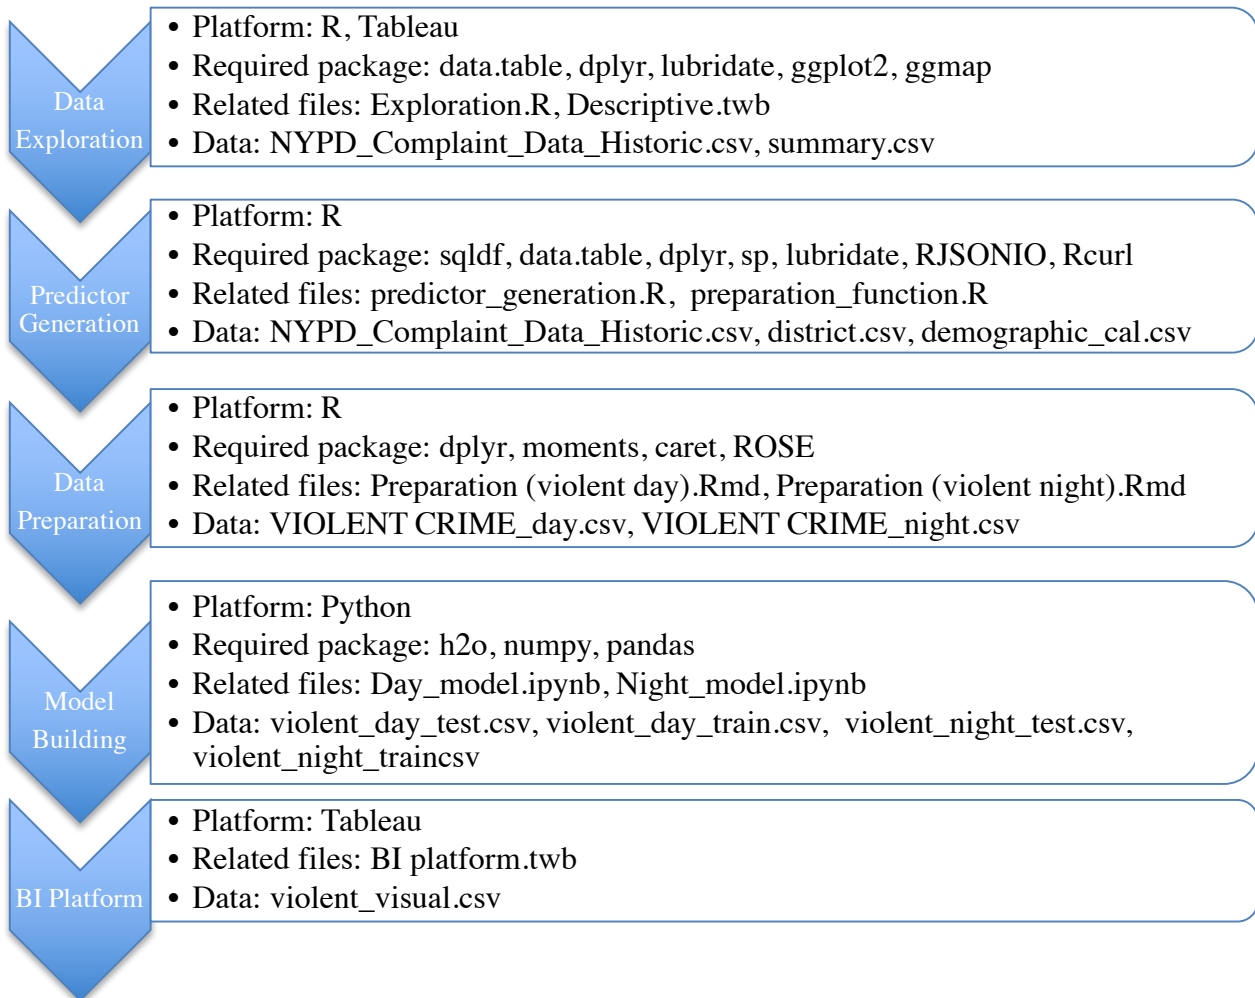 Data
Exploration
• Platform: R, Tableau
• Required package: data.table, dplyr, lubridate, ggplot2, ggmap
• Related files: Exploration.R, Descriptive.twb
• Data: NYPD_Complaint_Data_Historic.csv, summary.csv
Predictor
Generation
• Platform: R
• Required package: sqldf, data.table, dplyr, sp, lubridate, RJSONIO, Rcurl
• Related files: predictor_generation.R, preparation_function.R
• Data: NYPD_Complaint_Data_Historic.csv, district.csv, demographic_cal.csv
Data
Preparation
• Platform: R
• Required package: dplyr, moments, caret, ROSE
• Related files: Preparation (violent day).Rmd, Preparation (violent night).Rmd
• Data: VIOLENT CRIME_day.csv, VIOLENT CRIME_night.csv
Model
Building
• Platform: Python
• Required package: h2o, numpy, pandas
• Related files: Day_model.ipynb, Night_model.ipynb
• Data: violent_day_test.csv, violent_day_train.csv, violent_night_test.csv,
violent_night_traincsv
BI Platform
• Platform: Tableau
• Related files: BI platform.twb
• Data: violent_visual.csv